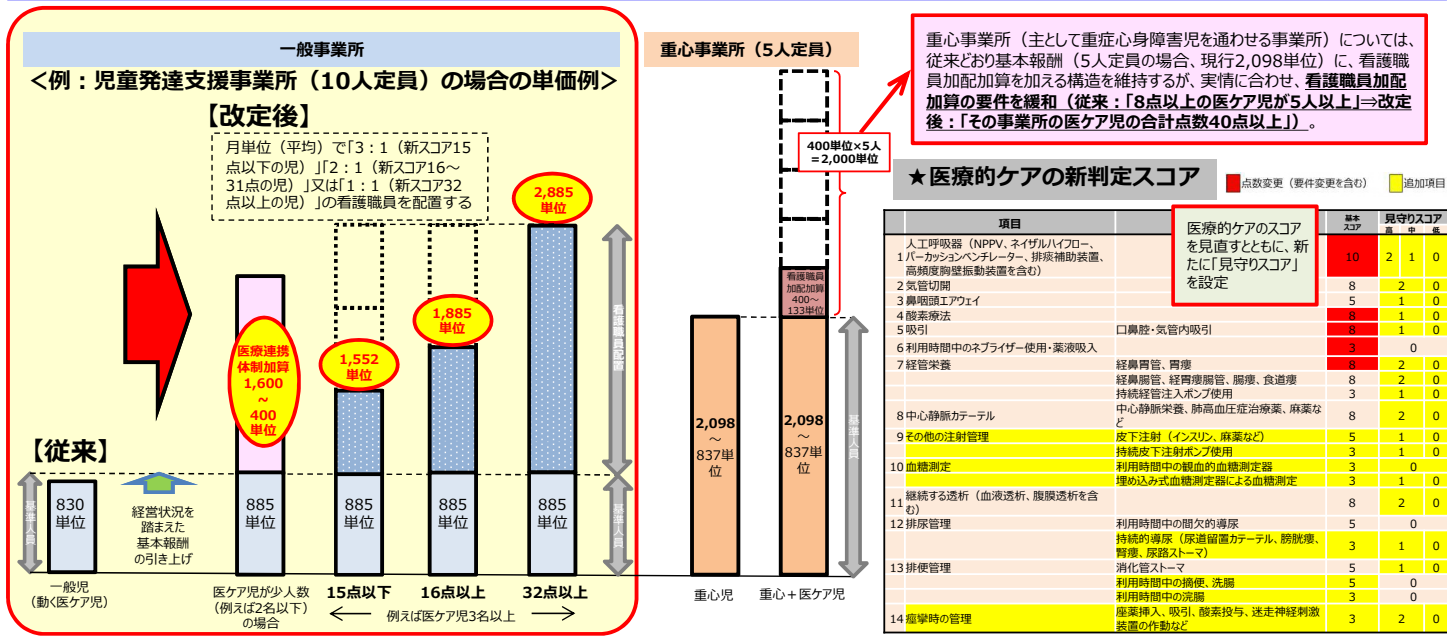 一般事業所
<例：児童発達支援事業所（10人定員）の場合の単価例>
【改定後】
月単位（平均）で「3：1（新スコア15
点以下の児）」「2：1（新スコア16～
31点の児）」又は「1：1（新スコア32
点以上の児）」の看護職員を配置する
2,885
単位
1,885
単位
1,552
単位
医療連携
体制加算
1,600
～
400
単位
看護職員配置
【従来】
基準人員
830
単位
経営状況を
踏まえた
基本報酬
の引き上げ
885
単位
885
単位
885
単位
885
単位
基準人員
一般児
（動く医ケア児）
医ケア児が少人数
（例えば2名以下）
の場合
15点以下
16点以上
32点以上
例えば医ケア児3名以上
重心事業所（5人定員）
400単位×5人
＝2,000単位
看護職員
加配加算
400～
133単位
2,098
～
837単
位
2,098
～
837単
位
基準人員
重心児
重心＋医ケア児
重心事業所（主として重症心身障害児を通わせる事業所）については、
従来どおり基本報酬（5人定員の場合、現行2,098単位）に、看護職
員加配加算を加える構造を維持するが、実情に合わせ、看護職員加配
加算の要件を緩和（従来：「8点以上の医ケア児が5人以上」⇒改定
後：「その事業所の医ケア児の合計点数40点以上」）。
★医療的ケアの新判定スコア
点数変更（要件変更を含む） 追加項目
医療的ケアのスコア
を見直すとともに、新
たに「見守りスコア」
を設定
項目 基本スコア 見守りスコア
高 中 低
1 人工呼吸器（NPPV、ネイザルハイフロー、パーカッションベンチレーター、排痰補助装置、高頻度胸壁振動装置を含む） 10 2 1 0
2 気管切開 8 2 0
3 鼻咽頭エアウェイ 5 1 0
4 酸素療法 8 1 0
5 吸引 口鼻腔・気管内吸引 8 1 0
6 利用時間中のネブライザー使用・薬液吸入 3 0
7 経管栄養 経鼻胃管、胃瘻 8 2 0
経鼻腸管、経胃瘻腸管、腸瘻、食道瘻 8 2 0
持続経管注入ポンプ使用 3 1 0
8 中心静脈カテーテル 中心静脈栄養、肺高血圧症治療薬、麻薬など 8 2 0
9 その他の注射管理 皮下注射（インスリン、麻薬など） 5 1 0
持続皮下注射ポンプ使用 3 1 0
10 血糖測定 利用時間中の観血的血糖測定器 3 0
埋め込み式血糖測定器による血糖測定 3 1 0
11 継続する透析（血液透析、腹膜透析を含む） 8 2 0
12 排尿管理 利用時間中の間欠的導尿 5 0
持続的導尿（尿道留置カテーテル、膀胱瘻、腎瘻、尿路ストーマ） 3 1 0
13 排便管理 消化管ストーマ 5 1 0
利用時間中の摘便、洗腸 5 0
利用時間中の浣腸 3 0
14 痙攣時の管理 座薬挿入、吸引、酸素投与、迷走神経刺激装置の作動など 3 2 0